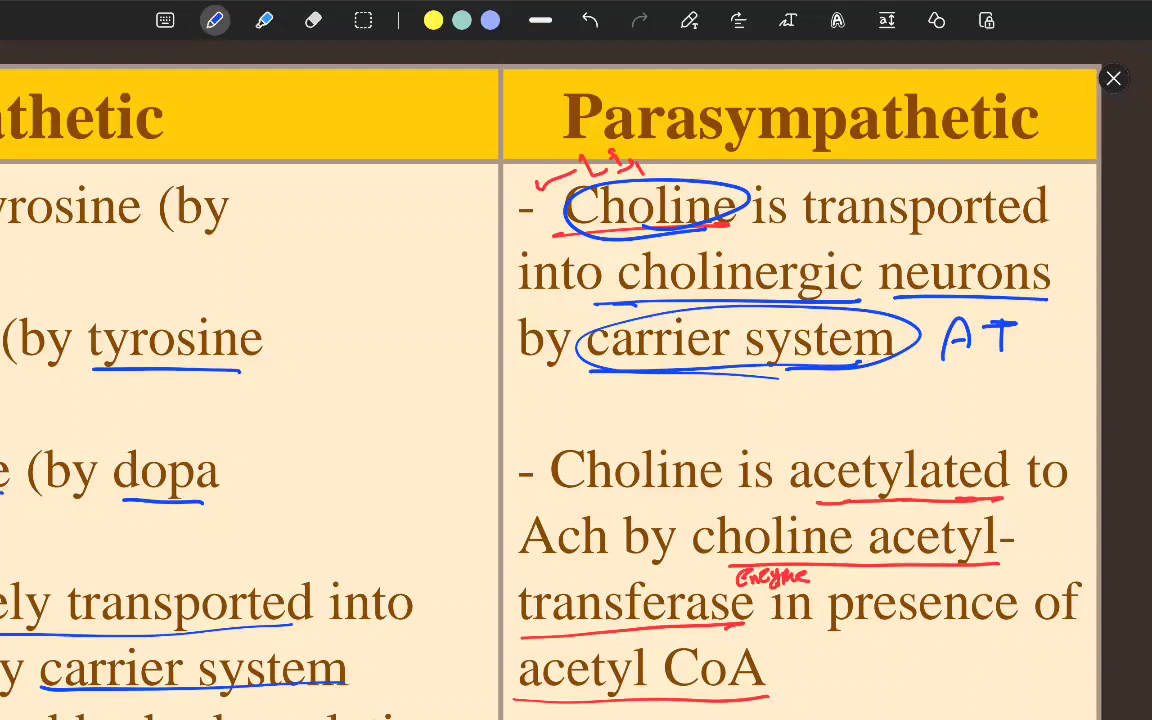 athetic
Parasympathetic
yrosine (by
- Choline is transported
into cholinergic neurons
(by tyrosine
by carrier system AT
e (by dopa
- Choline is acetylated to
Ach by choline acetyl-
enzyme
ely transported into
transferase in presence of
y carrier system
acetyl CoA